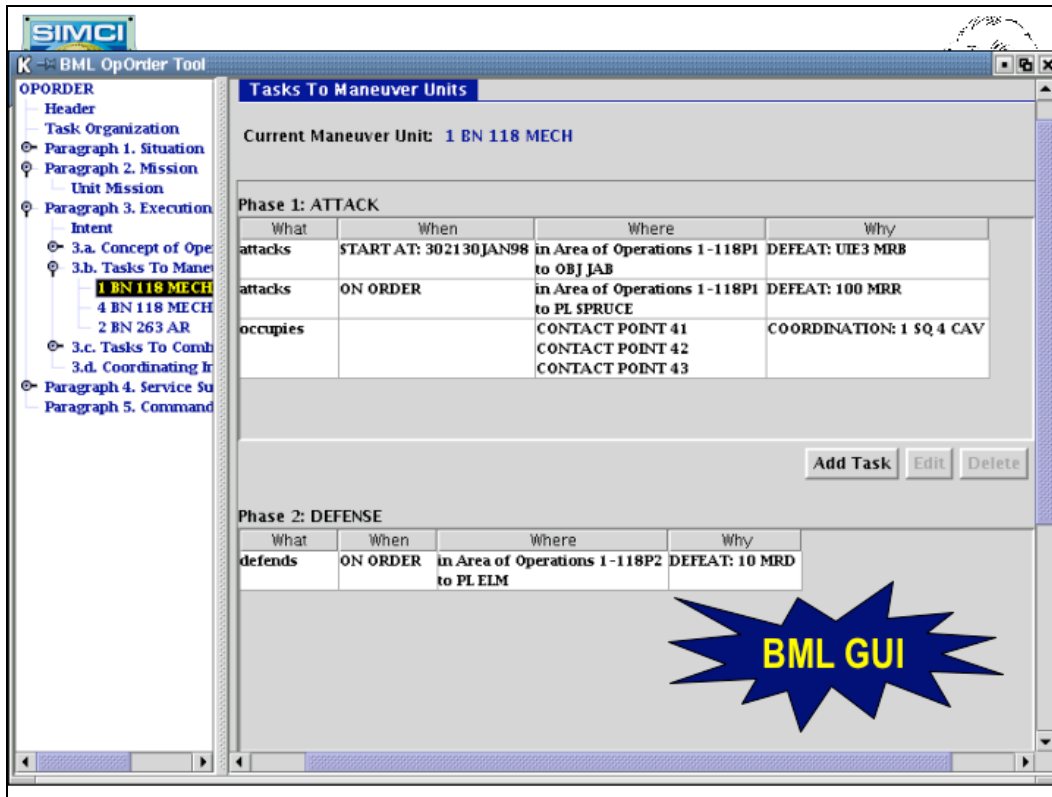 SIMCI
BML OpOrder Tool
OPORDER
Header
Task Organization
Paragraph 1. Situation
Paragraph 2. Mission
Unit Mission
Paragraph 3. Execution
Intent
3.a. Concept of Ope
3.b. Tasks To Mane
1 BN 118 MECH
4 BN 118 MECH
2 BN 263 AR
3.c. Tasks To Comb
3.d. Coordinating In
Paragraph 4. Service Su
Paragraph 5. Command
Tasks To Maneuver Units
Current Maneuver Unit: 1 BN 118 MECH
Phase 1: ATTACK
What When Where Why
attacks START AT: 302130JAN98 in Area of Operations 1-118P1 DEFEAT: UIE3 MRB
to OBJ JAB
attacks ON ORDER in Area of Operations 1-118P1 DEFEAT: 100 MRR
to PL SPRUCE
occupies CONTACT POINT 41 COORDINATION: 1 SQ 4 CAV
CONTACT POINT 42
CONTACT POINT 43
Add Task Edit Delete
Phase 2: DEFENSE
What When Where Why
defends ON ORDER in Area of Operations 1-118P2 DEFEAT: 10 MRD
to PL ELM
BML GUI